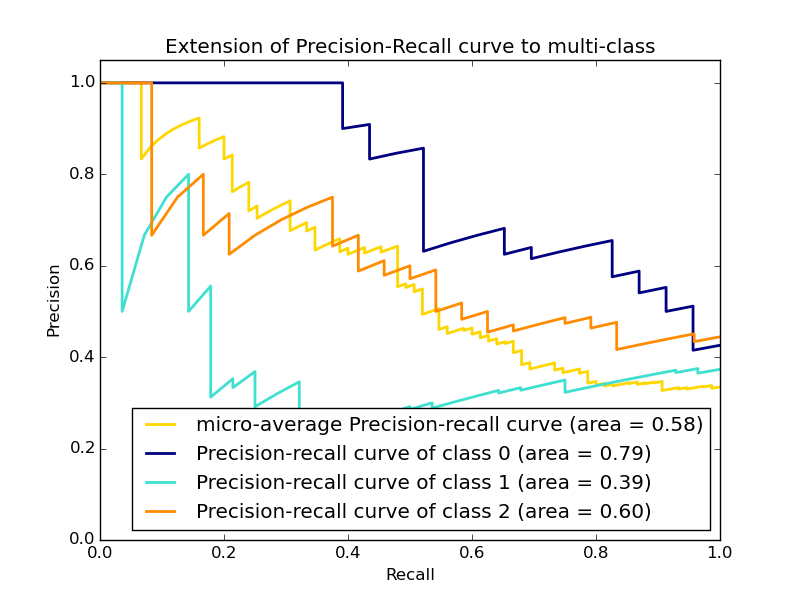 Extension of Precision-Recall curve to multi-class
1.0
0.8
0.6
0.4
0.2
0.0
Precision
micro-average Precision-recall curve (area = 0.58)
Precision-recall curve of class 0 (area = 0.79)
Precision-recall curve of class 1 (area = 0.39)
Precision-recall curve of class 2 (area = 0.60)
0.0 0.2 0.4 0.6 0.8 1.0
Recall